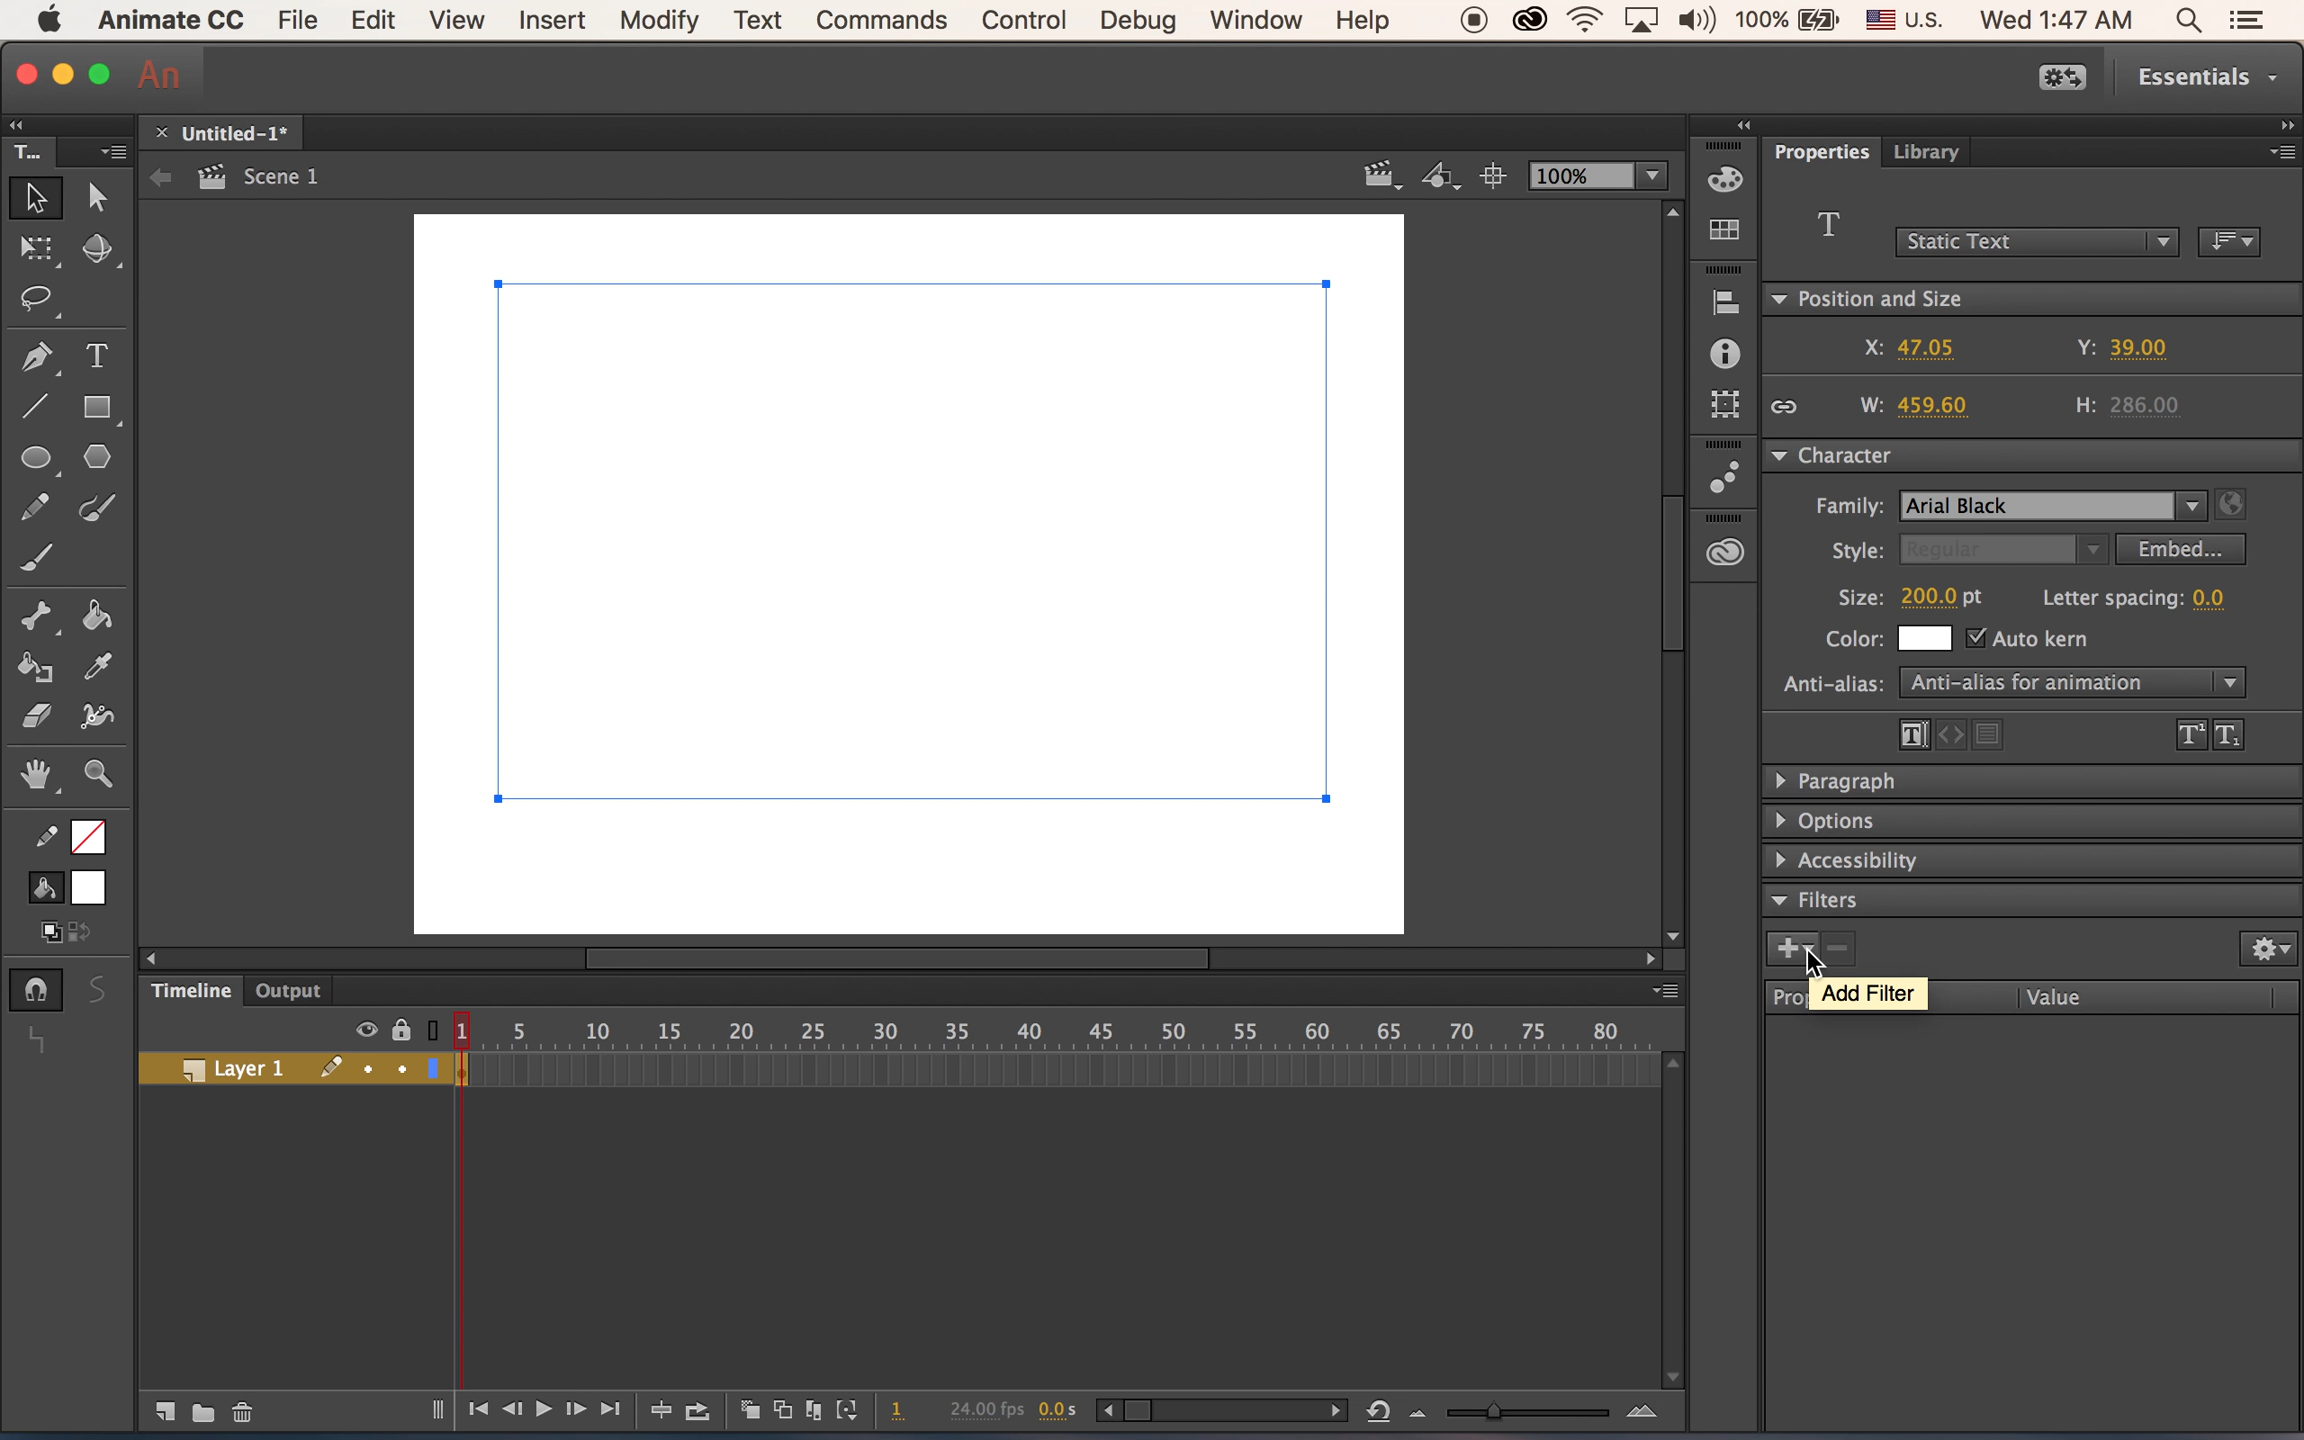 Animate CC File Edit View Insert Modify Text Commands Control Debug Window Help 100% U.S. Wed 1:47 AM
An Essentials
T... Untitled-1* Properties Library
Scene 1 100%
T Static Text
Position and Size
X: 47.05 Y: 39.00
W: 459.60 H: 286.00
Character
Family: Arial Black
Style: Regular Embed...
Size: 200.0 pt Letter spacing: 0.0
Color: Auto kern
Anti-alias: Anti-alias for animation
Paragraph
Options
Accessibility
Filters
Add Filter
Value
Timeline Output
1 5 10 15 20 25 30 35 40 45 50 55 60 65 70 75 80
Layer 1
1 24.00 fps 0.0 s